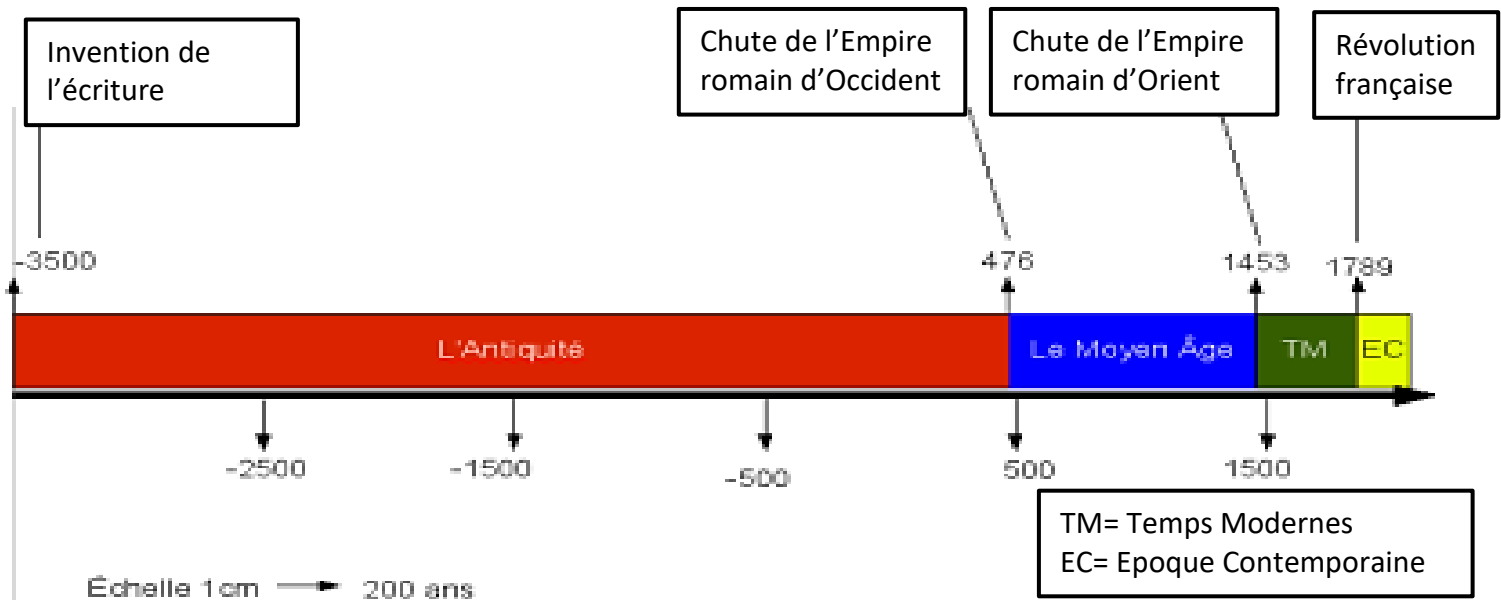 Invention de
l’écriture
Chute de l’Empire
romain d’Occident
Chute de l’Empire
romain d’Orient
Révolution
française
-3500
476
1453
1789
L'Antiquité
Le Moyen Âge
TM
EC
-2500
-1500
-500
500
1500
TM= Temps Modernes
EC= Epoque Contemporaine
Échelle 1cm 200 ans